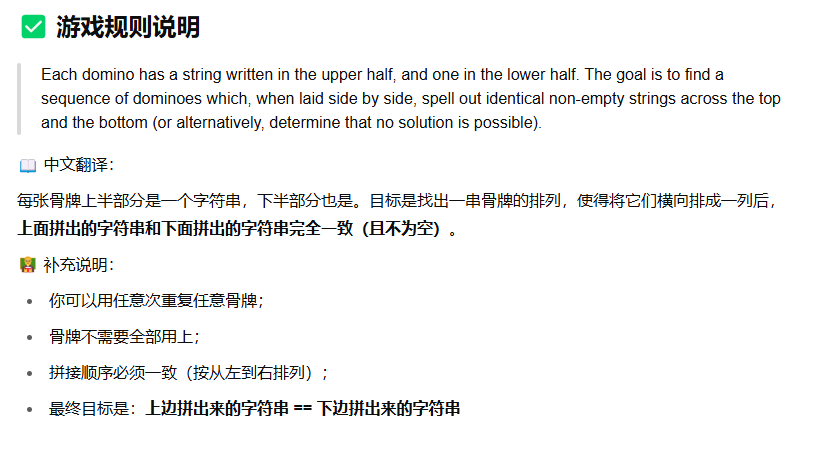 ✅ 游戏规则说明
Each domino has a string written in the upper half, and one in the lower half. The goal is to find a
sequence of dominoes which, when laid side by side, spell out identical non-empty strings across the top
and the bottom (or alternatively, determine that no solution is possible).
📖 中文翻译：
每张骨牌上半部分是一个字符串，下半部分也是。目标是找出一串骨牌的排列，使得将它们横向排成一列后，
上面拼出的字符串和下面拼出的字符串完全一致（且不为空）。
👩‍🏫 补充说明：
• 你可以用任意次重复任意骨牌；
• 骨牌不需要全部用上；
• 拼接顺序必须一致（按从左到右排列）；
• 最终目标是：上边拼出来的字符串 == 下边拼出来的字符串